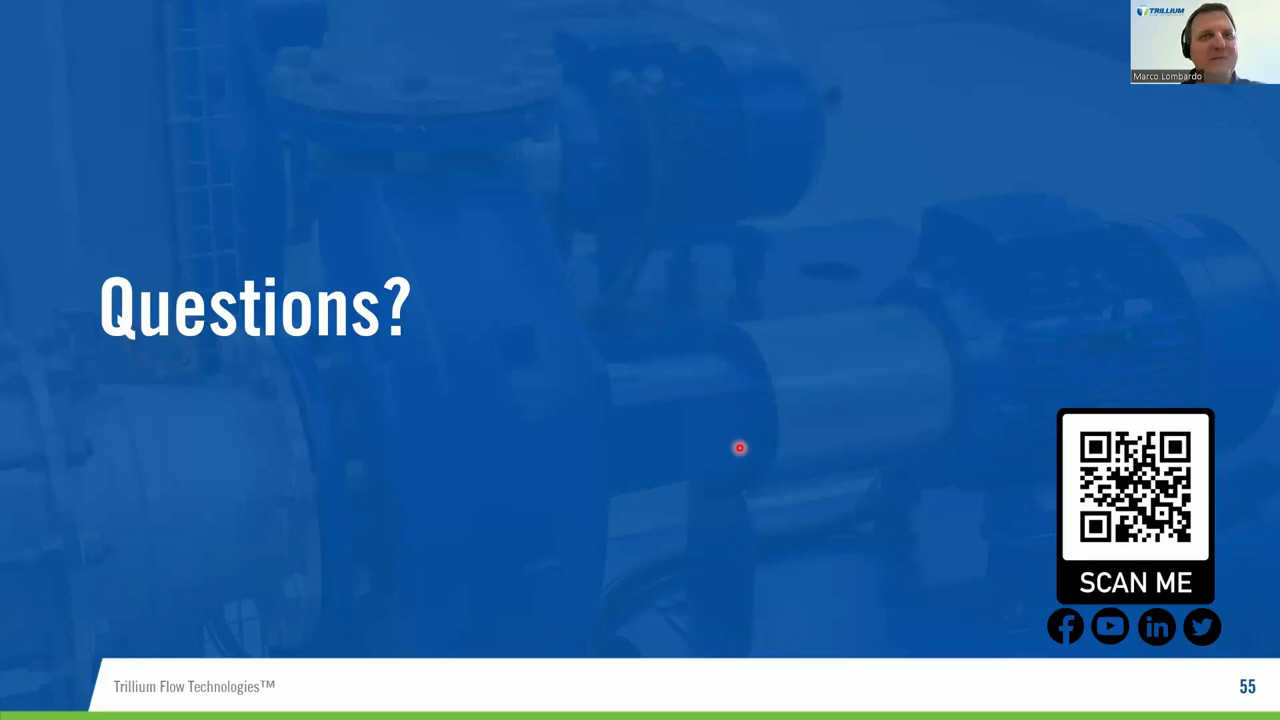 TRILLIUM
Marco Lombardo
Questions?
SCAN ME
Trillium Flow Technologies™
55